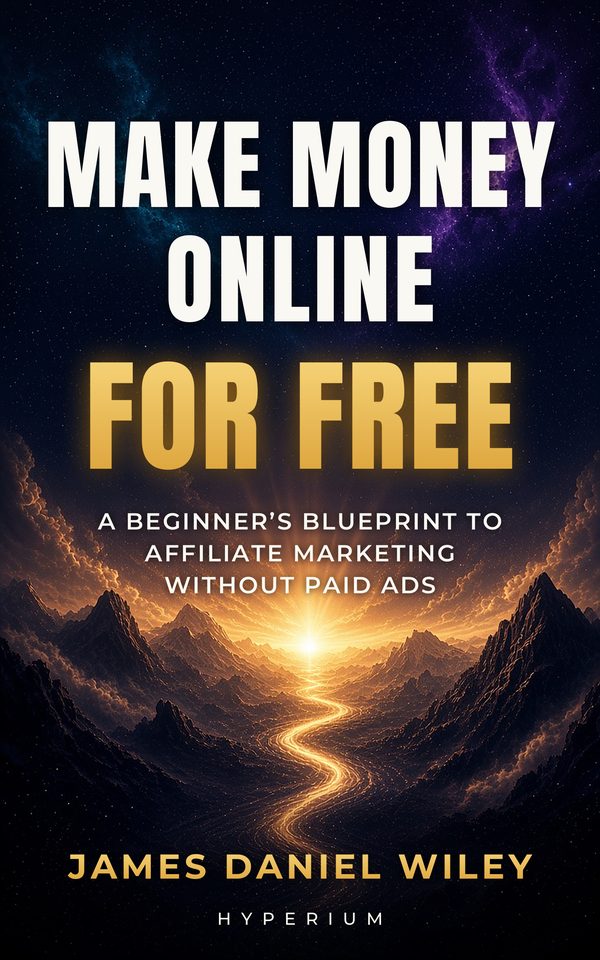 MAKE MONEY
ONLINE
FOR FREE
A BEGINNER’S BLUEPRINT TO
AFFILIATE MARKETING
WITHOUT PAID ADS
JAMES DANIEL WILEY
HYPERIUM